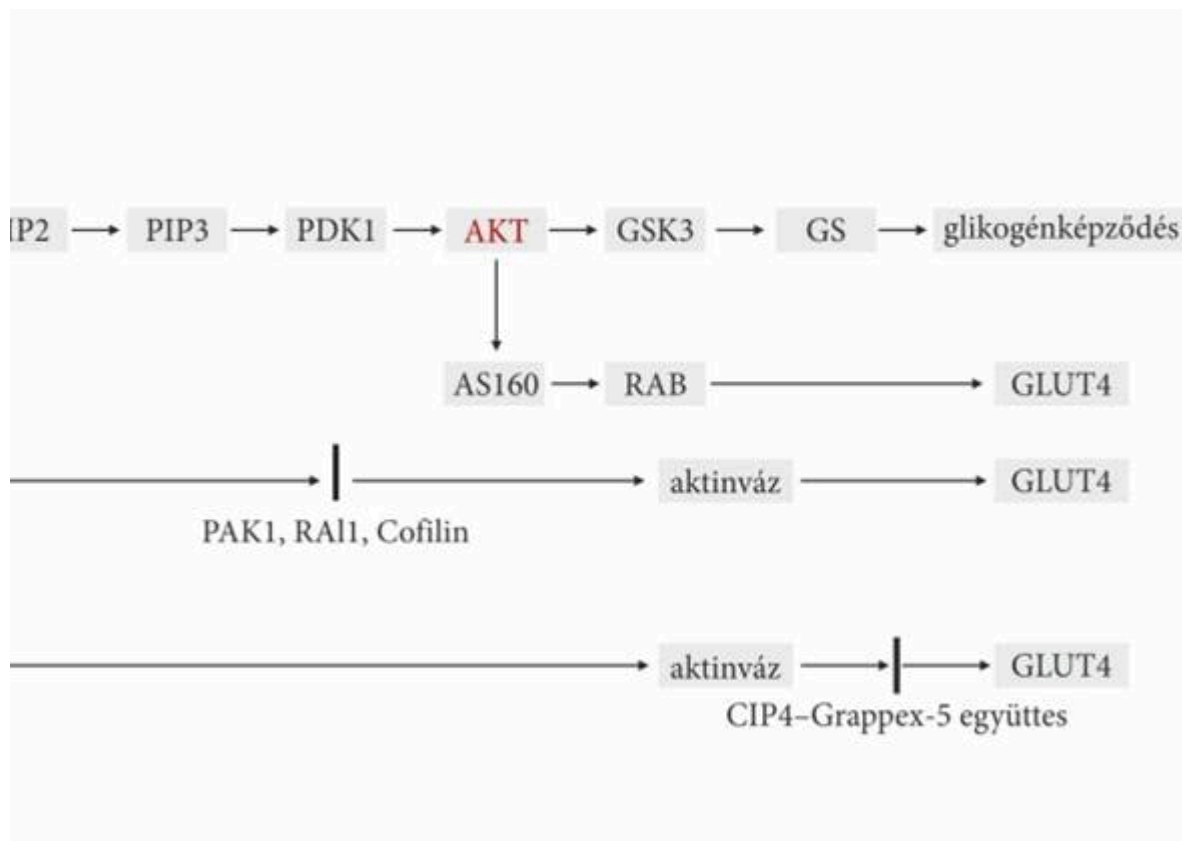 IP2 PIP3 PDK1 AKT GSK3 GS glikogénképződés
AS160 RAB GLUT4
aktinváz GLUT4
PAK1, RAl1, Cofilin
aktinváz GLUT4
CIP4–Grappex-5 együttes